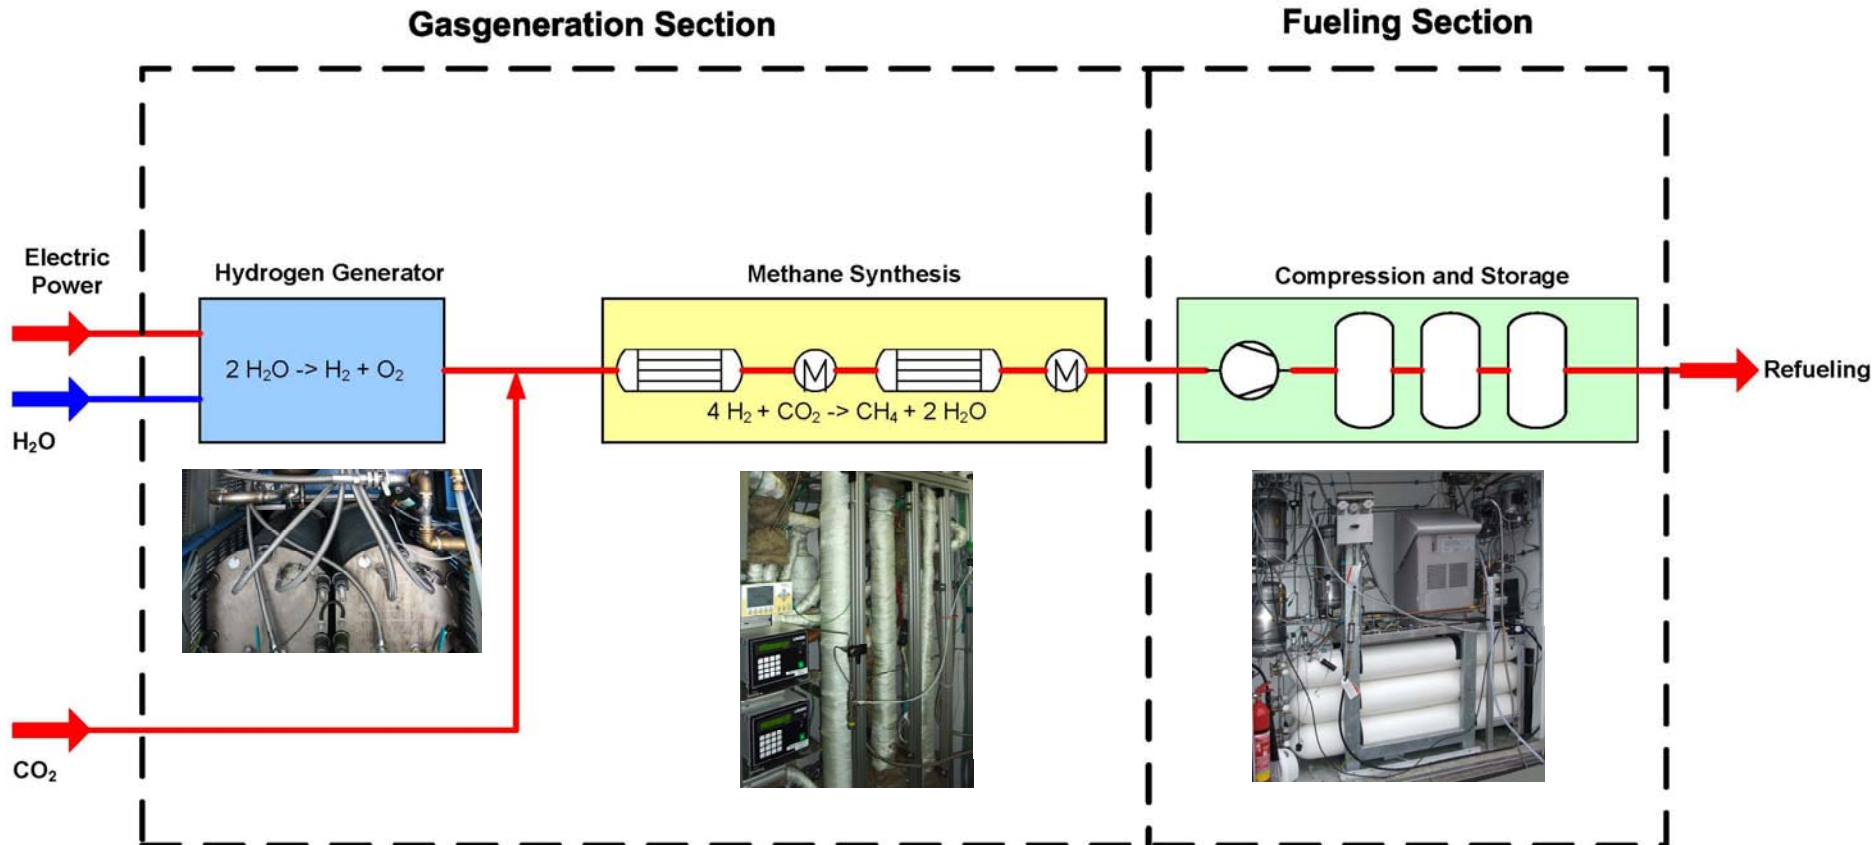 Gasgeneration Section
Fueling Section
Electric
Power
Hydrogen Generator
Methane Synthesis
Compression and Storage
2 H₂O -> H₂ + O₂
Refueling
4 H₂ + CO₂ -> CH₄ + 2 H₂O
H₂O
CO₂